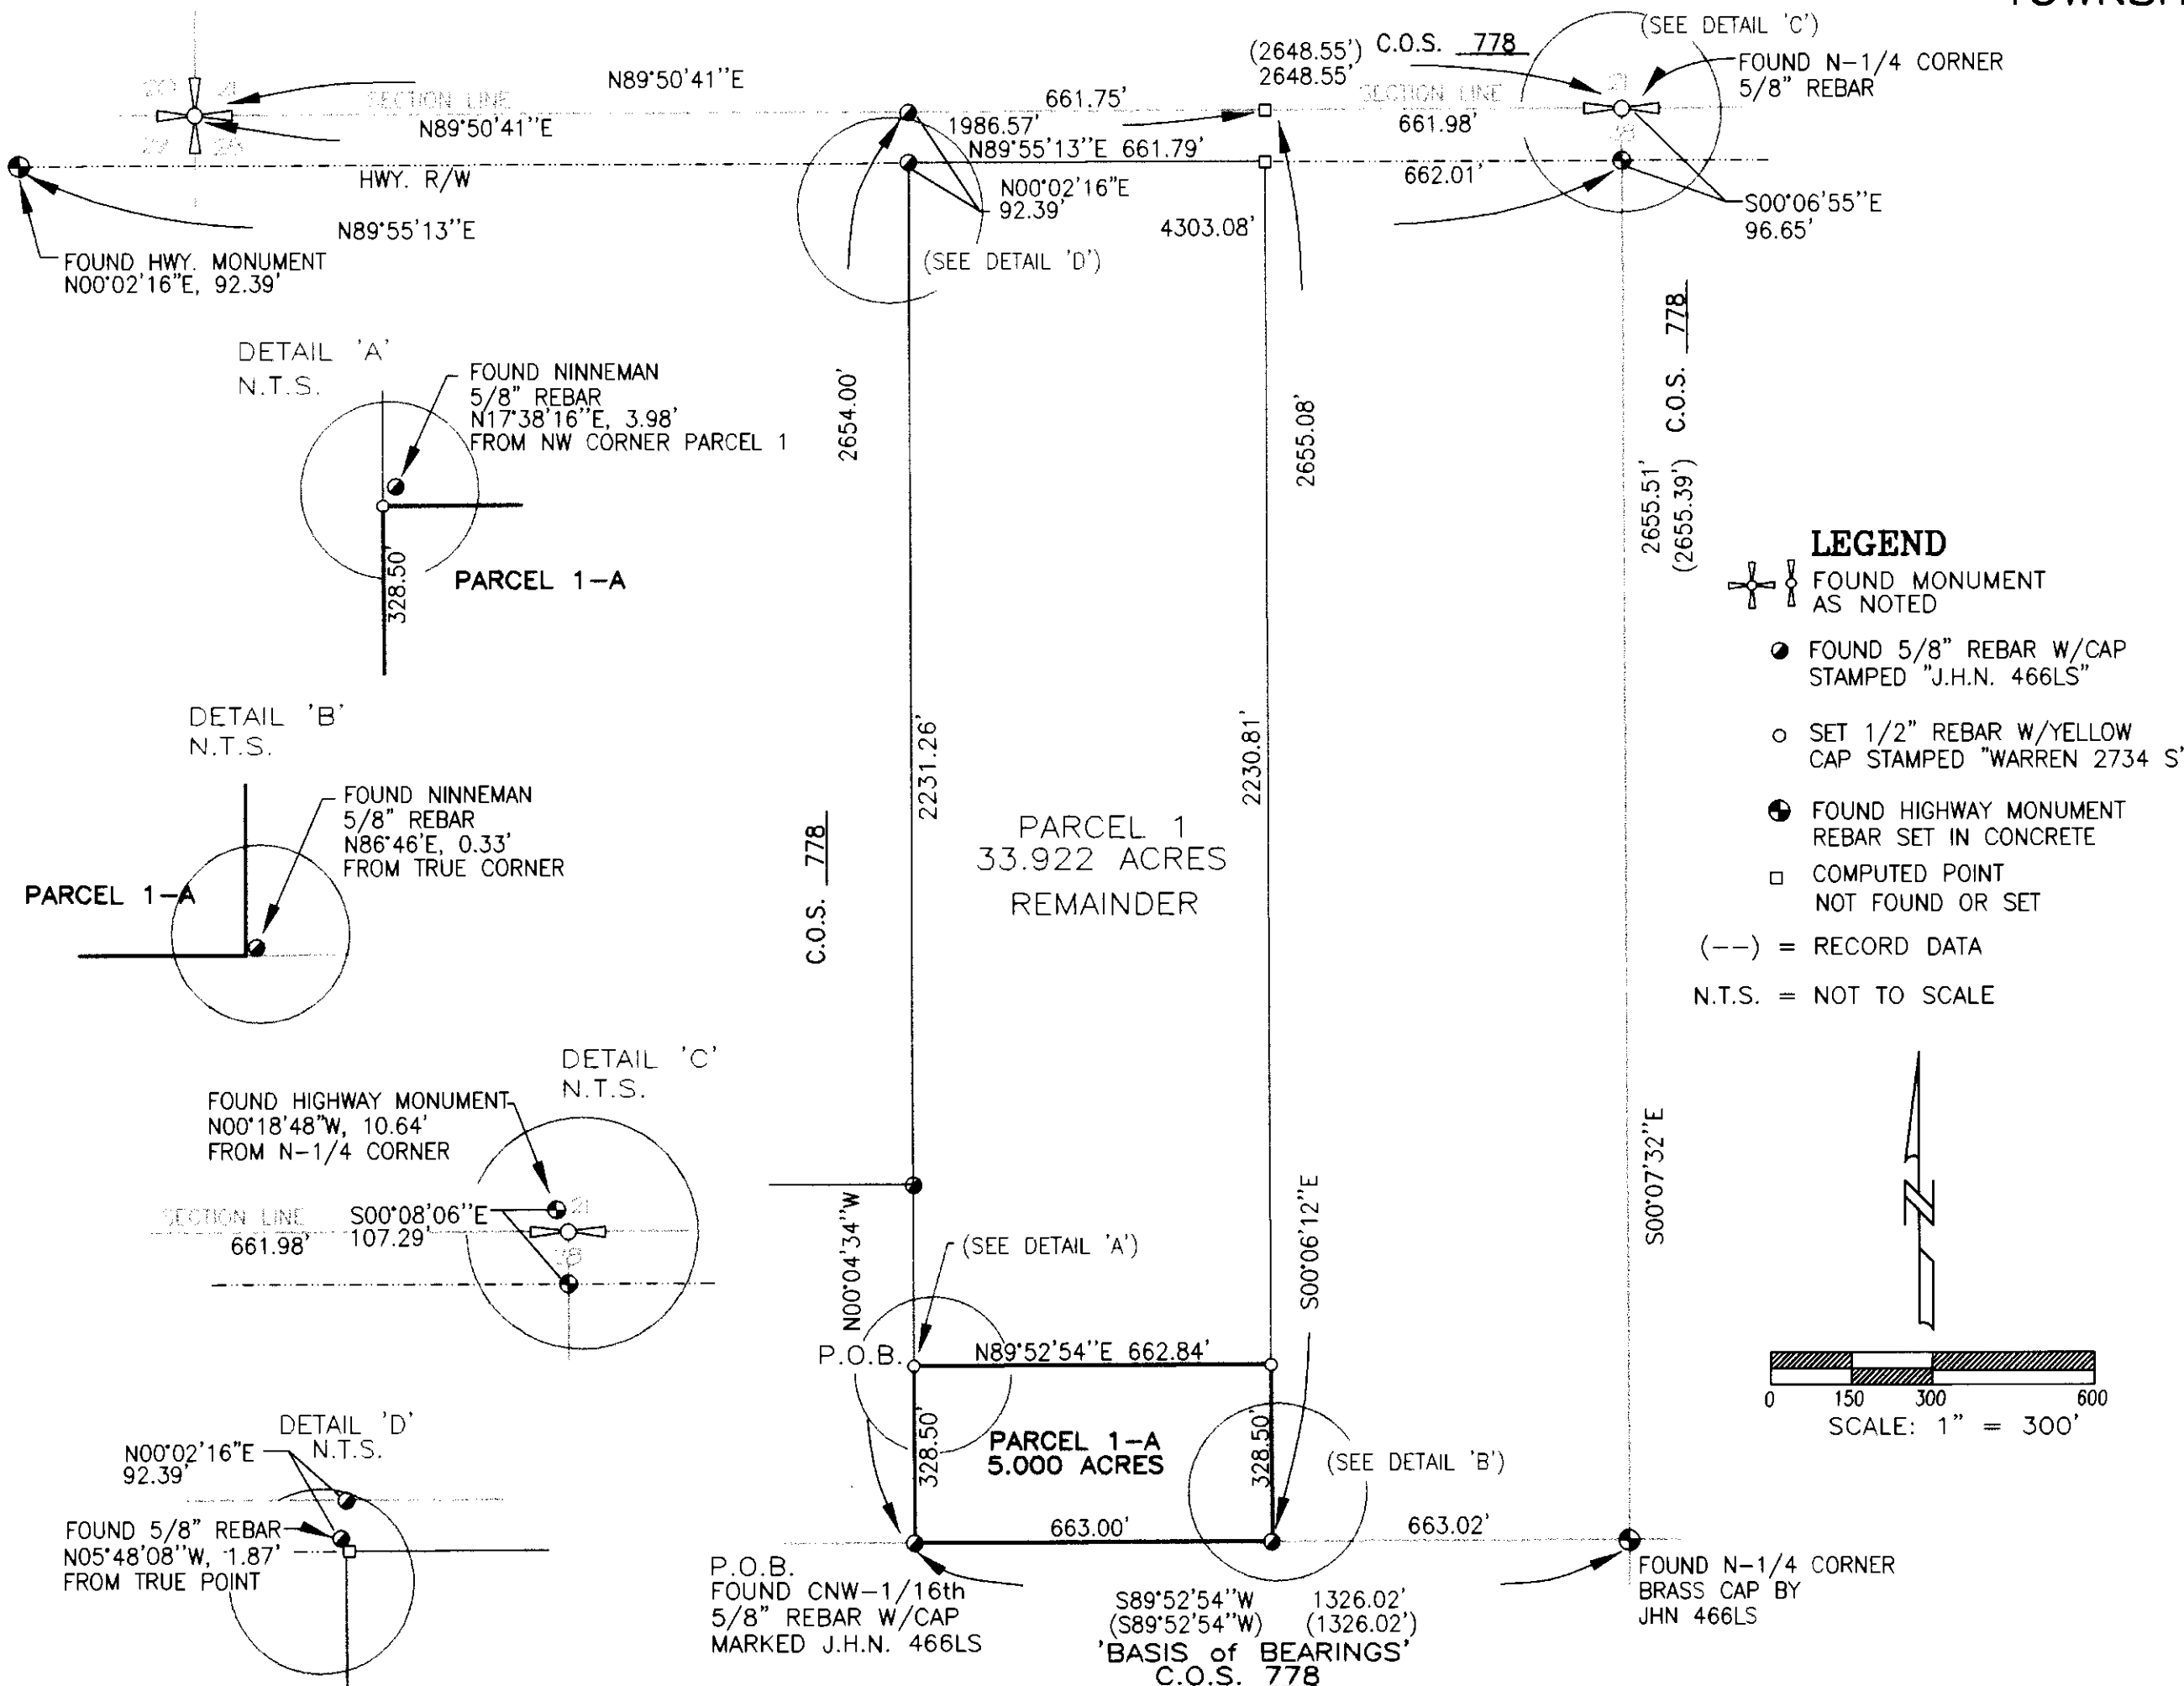 (SEE DETAIL 'C')
(2648.55') C.O.S. 778
2648.55'
FOUND N-1/4 CORNER
5/8" REBAR
N89°50'41"E
20 21
29 28
SECTION LINE
N89°50'41"E
661.75'
SECTION LINE
661.98'
21
28
1986.57'
N89°55'13"E 661.79'
HWY. R/W
N00°02'16"E
92.39'
662.01'
N89°55'13"E
4303.08'
S00°06'55"E
96.65'
FOUND HWY. MONUMENT
N00°02'16"E, 92.39'
(SEE DETAIL 'D')
C.O.S. 778
DETAIL 'A'
N.T.S.
FOUND NINNEMAN
5/8" REBAR
N17°38'16"E, 3.98'
FROM NW CORNER PARCEL 1
328.50'
PARCEL 1-A
2654.00'
2655.08'
2655.51'
(2655.39')
LEGEND
FOUND MONUMENT
AS NOTED
FOUND 5/8" REBAR W/CAP
STAMPED "J.H.N. 466LS"
SET 1/2" REBAR W/YELLOW
CAP STAMPED "WARREN 2734 S"
FOUND HIGHWAY MONUMENT
REBAR SET IN CONCRETE
COMPUTED POINT
NOT FOUND OR SET
(--) = RECORD DATA
N.T.S. = NOT TO SCALE
DETAIL 'B'
N.T.S.
FOUND NINNEMAN
5/8" REBAR
N86°46'E, 0.33'
FROM TRUE CORNER
PARCEL 1-A
2231.26'
2230.81'
C.O.S. 778
PARCEL 1
33.922 ACRES
REMAINDER
DETAIL 'C'
N.T.S.
FOUND HIGHWAY MONUMENT
N00°18'48"W, 10.64'
FROM N-1/4 CORNER
SECTION LINE
661.98'
S00°08'06"E
107.29'
21
28
N00°04'34"W
(SEE DETAIL 'A')
S00°06'12"E
S00°07'32"E
P.O.B.
N89°52'54"E 662.84'
328.50'
PARCEL 1-A
5.000 ACRES
328.50'
(SEE DETAIL 'B')
663.00'
663.02'
0 150 300 600
SCALE: 1" = 300'
DETAIL 'D'
N.T.S.
N00°02'16"E
92.39'
FOUND 5/8" REBAR
N05°48'08"W, 1.87'
FROM TRUE POINT
P.O.B.
FOUND CNW-1/16th
5/8" REBAR W/CAP
MARKED J.H.N. 466LS
S89°52'54"W 1326.02'
(S89°52'54"W) (1326.02')
'BASIS of BEARINGS'
C.O.S. 778
FOUND N-1/4 CORNER
BRASS CAP BY
JHN 466LS